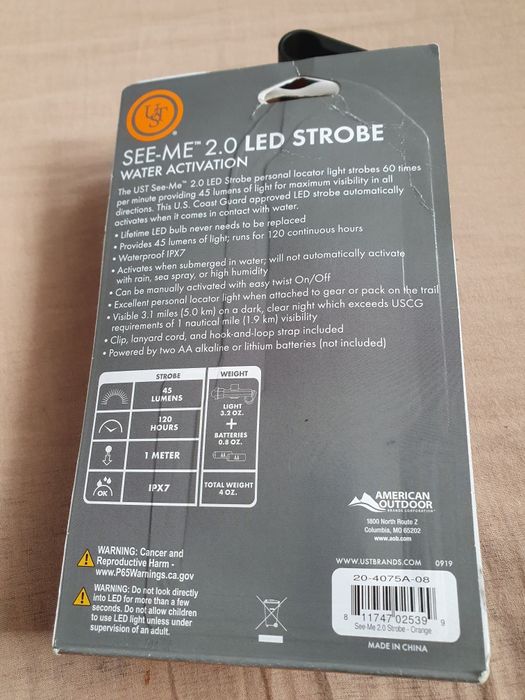 UST
®
SEE-ME™ 2.0 LED STROBE
WATER ACTIVATION
The UST See-Me™ 2.0 LED Strobe personal locator light strobes 60 times
per minute providing 45 lumens of light for maximum visibility in all
directions. This U.S. Coast Guard approved LED strobe automatically
activates when it comes in contact with water.
• Lifetime LED bulb never needs to be replaced
• Provides 45 lumens of light; runs for 120 continuous hours
• Waterproof IPX7
• Activates when submerged in water; will not automatically activate
with rain, sea spray, or high humidity
• Can be manually activated with easy twist On/Off
• Excellent personal locator light when attached to gear or pack on the trail
• Visible 3.1 miles (5.0 km) on a dark, clear night which exceeds USCG
requirements of 1 nautical mile (1.9 km) visibility
• Clip, lanyard cord, and hook-and-loop strap included
• Powered by two AA alkaline or lithium batteries (not included)
STROBE WEIGHT
45 LUMENS
120 HOURS
1 METER
OK IPX7
LIGHT
3.2 OZ.
+
AA AA
BATTERIES
0.8 OZ.
TOTAL WEIGHT
4 OZ.
AMERICAN
OUTDOOR
BRANDS CORPORATION™
1800 North Route Z
Columbia, MO 65202
www.aob.com
WARNING: Cancer and
Reproductive Harm -
www.P65Warnings.ca.gov
WARNING: Do not look directly
into LED for more than a few
seconds. Do not allow children
to use LED light unless under
supervision of an adult.
WWW.USTBRANDS.COM 0919
20-4075A-08
8 11747 02539 9
See-Me 2.0 Strobe - Orange
MADE IN CHINA